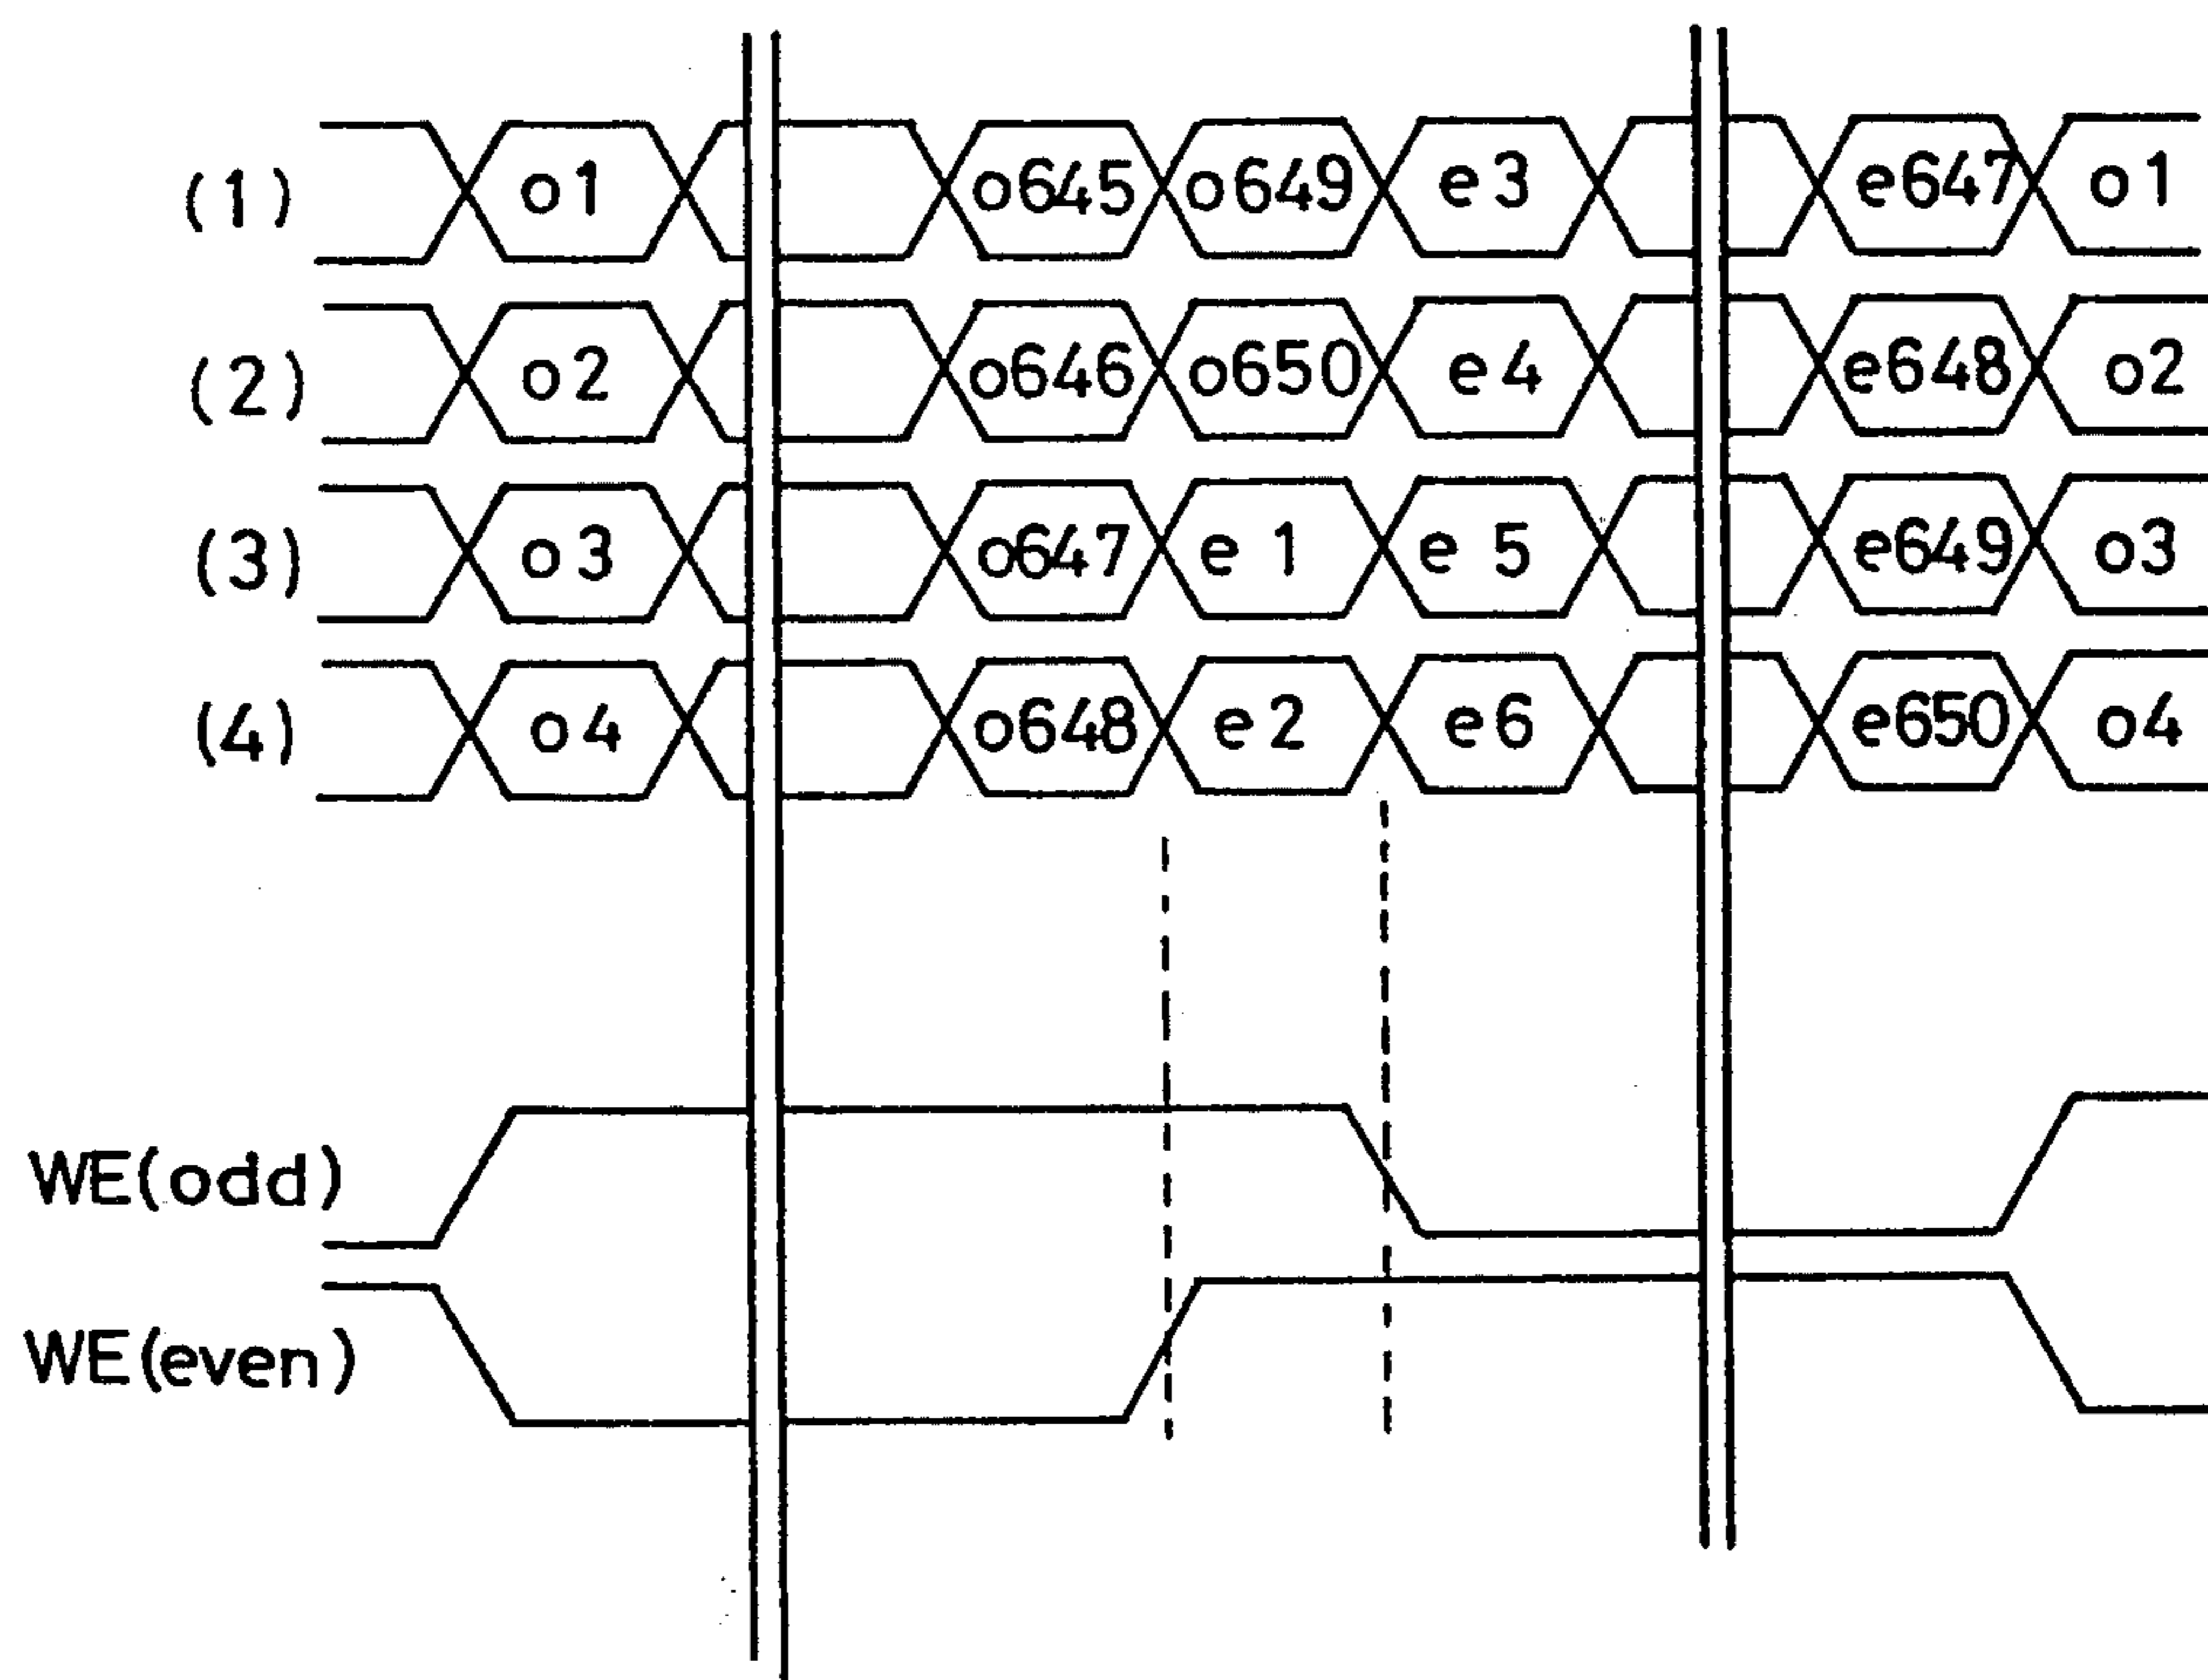 (1) o1 o645 o649 e3 e647 o1
(2) o2 o646 o650 e4 e648 o2
(3) o3 o647 e1 e5 e649 o3
(4) o4 o648 e2 e6 e650 o4
WE(odd)
WE(even)